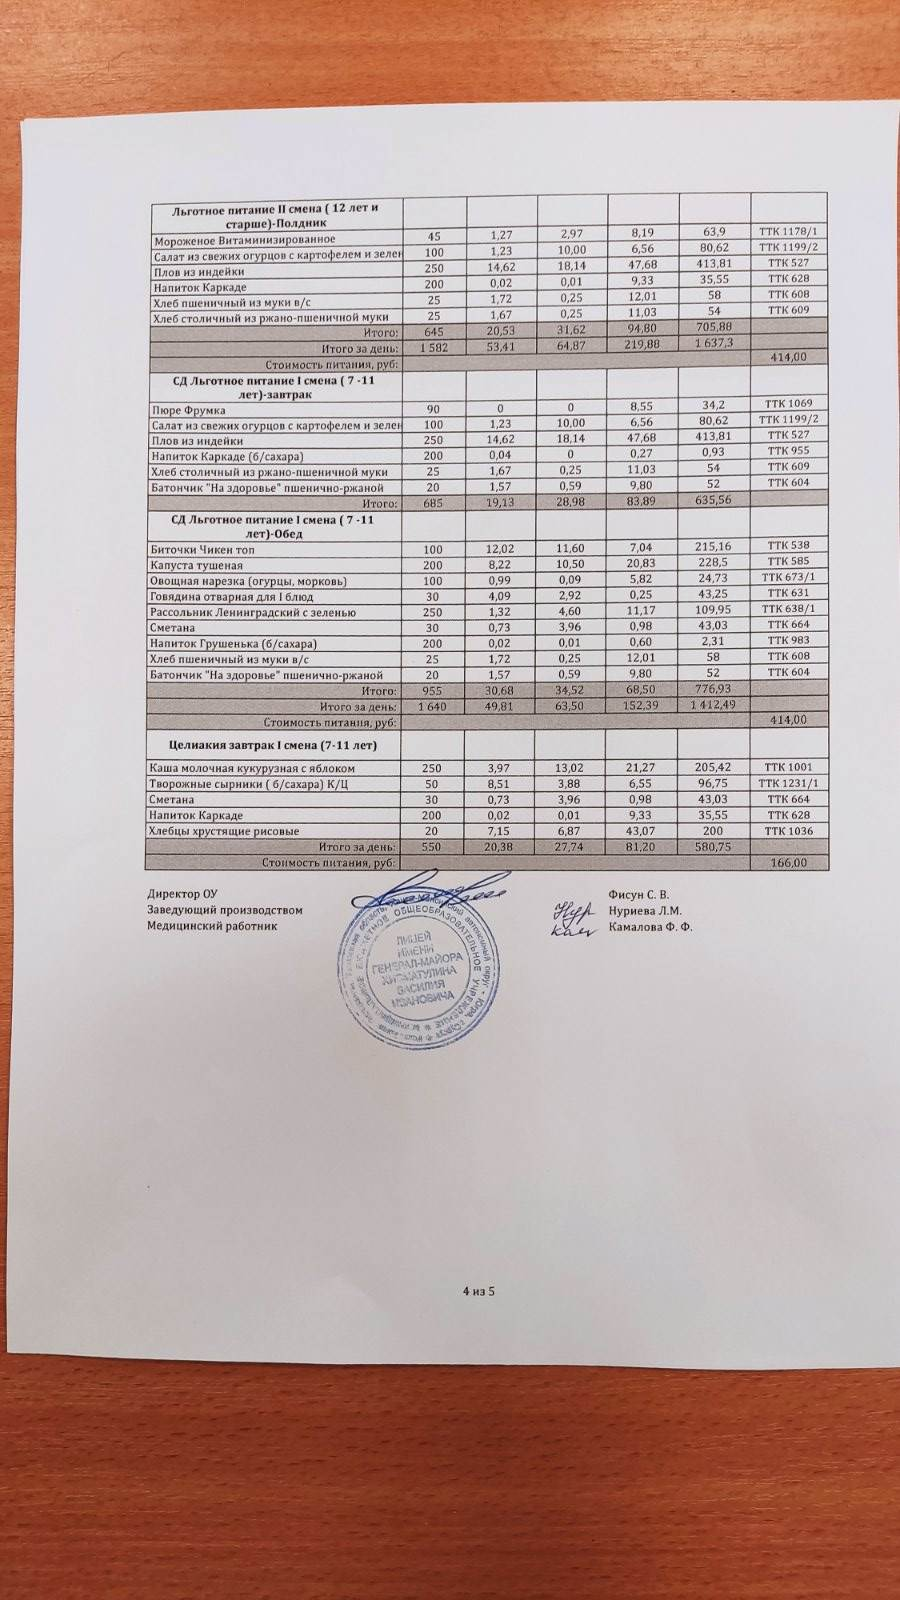 Льготное питание II смена ( 12 лет и
старше)-Полдник
Мороженое Витаминизированное 45 1,27 2,97 8,19 63,9 ТТК 1178/1
Салат из свежих огурцов с картофелем и зелен 100 1,23 10,00 6,56 80,62 ТТК 1199/2
Плов из индейки 250 14,62 18,14 47,68 413,81 ТТК 527
Напиток Каркаде 200 0,02 0,01 9,33 35,55 ТТК 628
Хлеб пшеничный из муки в/с 25 1,72 0,25 12,01 58 ТТК 608
Хлеб столичный из ржано-пшеничной муки 25 1,67 0,25 11,03 54 ТТК 609
Итого: 645 20,53 31,62 94,80 705,88
Итого за день: 1 582 53,41 64,87 219,88 1 637,3
Стоимость питания, руб: 414,00
СД Льготное питание I смена ( 7 -11
лет)-завтрак
Пюре Фрумка 90 0 0 8,55 34,2 ТТК 1069
Салат из свежих огурцов с картофелем и зелен 100 1,23 10,00 6,56 80,62 ТТК 1199/2
Плов из индейки 250 14,62 18,14 47,68 413,81 ТТК 527
Напиток Каркаде (б/сахара) 200 0,04 0 0,27 0,93 ТТК 955
Хлеб столичный из ржано-пшеничной муки 25 1,67 0,25 11,03 54 ТТК 609
Батончик "На здоровье" пшенично-ржаной 20 1,57 0,59 9,80 52 ТТК 604
Итого: 685 19,13 28,98 83,89 635,56
СД Льготное питание I смена ( 7 -11
лет)-Обед
Биточки Чикен топ 100 12,02 11,60 7,04 215,16 ТТК 538
Капуста тушеная 200 8,22 10,50 20,83 228,5 ТТК 585
Овощная нарезка (огурцы, морковь) 100 0,99 0,09 5,82 24,73 ТТК 673/1
Говядина отварная для I блюд 30 4,09 2,92 0,25 43,25 ТТК 631
Рассольник Ленинградский с зеленью 250 1,32 4,60 11,17 109,95 ТТК 638/1
Сметана 30 0,73 3,96 0,98 43,03 ТТК 664
Напиток Грушенька (б/сахара) 200 0,02 0,01 0,60 2,31 ТТК 983
Хлеб пшеничный из муки в/с 25 1,72 0,25 12,01 58 ТТК 608
Батончик "На здоровье" пшенично-ржаной 20 1,57 0,59 9,80 52 ТТК 604
Итого: 955 30,68 34,52 68,50 776,93
Итого за день: 1 640 49,81 63,50 152,39 1 412,49
Стоимость питания, руб: 414,00
Целиакия завтрак I смена (7-11 лет)
Каша молочная кукурузная с яблоком 250 3,97 13,02 21,27 205,42 ТТК 1001
Творожные сырники ( б/сахара) К/Ц 50 8,51 3,88 6,55 96,75 ТТК 1231/1
Сметана 30 0,73 3,96 0,98 43,03 ТТК 664
Напиток Каркаде 200 0,02 0,01 9,33 35,55 ТТК 628
Хлебцы хрустящие рисовые 20 7,15 6,87 43,07 200 ТТК 1036
Итого за день: 550 20,38 27,74 81,20 580,75
Стоимость питания, руб: 166,00
Директор ОУ Фисун С. В.
Заведующий производством Нур Нуриева Л.М.
Медицинский работник Кам Камалова Ф. Ф.
ОБЩЕОБРАЗОВАТЕЛЬНОЕ УЧРЕЖДЕНИЕ
ЛИЦЕЙ
ИМЕНИ
ГЕНЕРАЛ-МАЙОРА
ХИСМАТУЛИНА
ВАСИЛИЯ
ИВАНОВИЧА
4 из 5